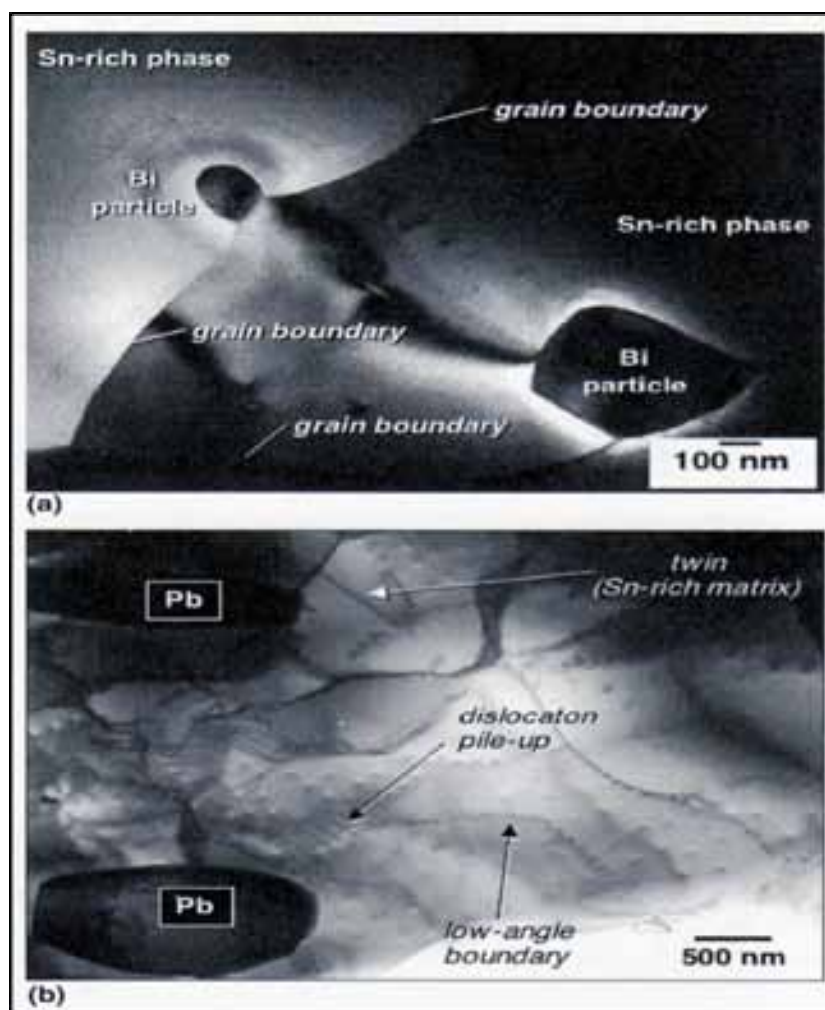 Sn-rich phase
grain boundary
Bi
particle
Sn-rich phase
grain boundary
Bi
particle
grain boundary
100 nm
(a)
twin
(Sn-rich matrix)
Pb
dislocaton
pile-up
Pb
low-angle
boundary
500 nm
(b)